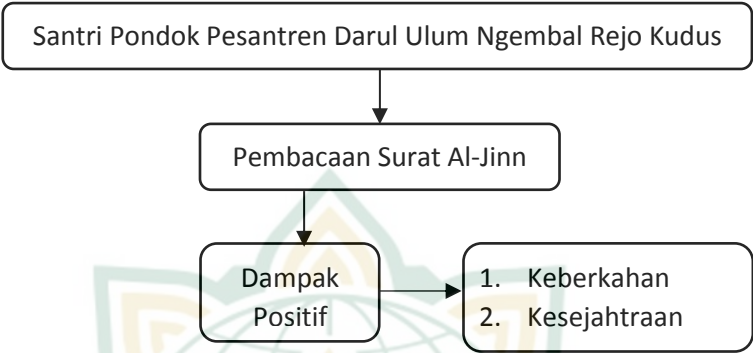 Santri Pondok Pesantren Darul Ulum Ngembal Rejo Kudus
Pembacaan Surat Al-Jinn
Dampak
Positif
1. Keberkahan
2. Kesejahtraan